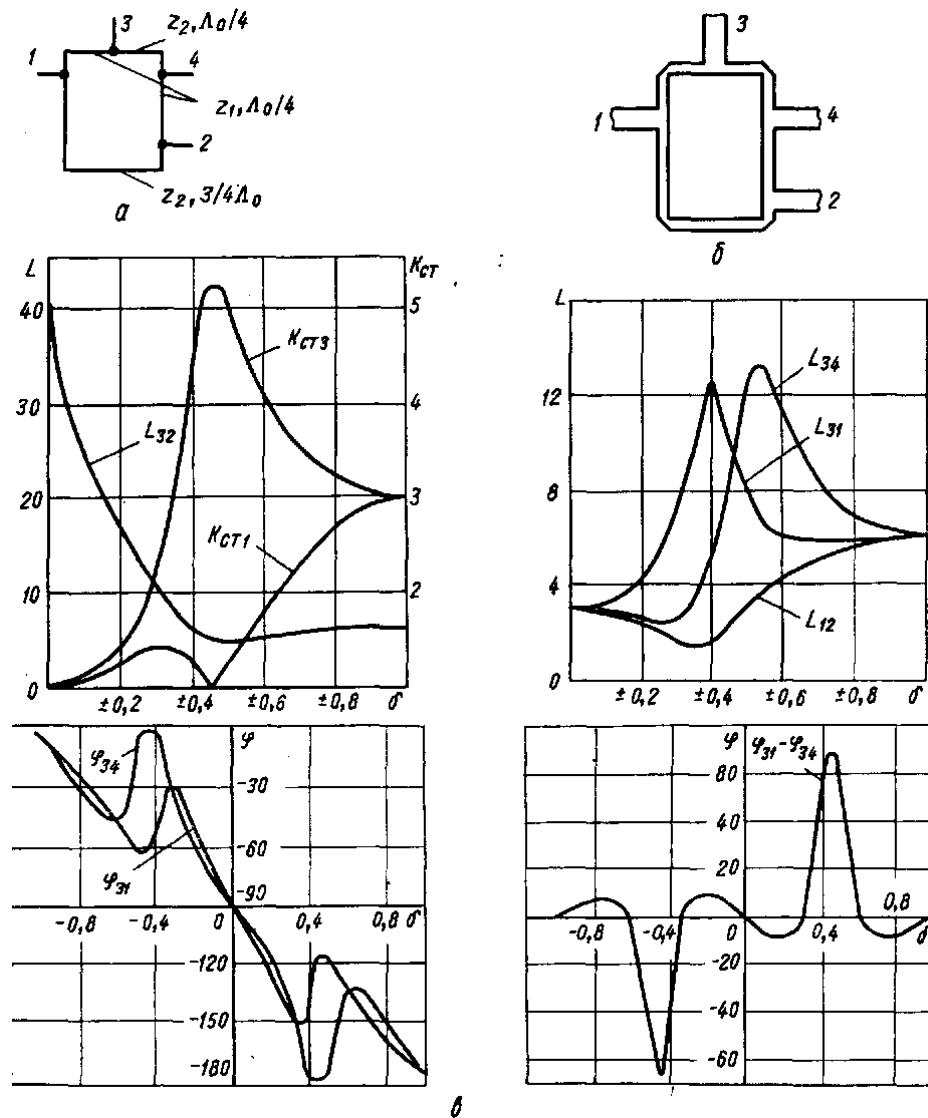 3
z₂, Λ₀/4
1
4
z₁, Λ₀/4
2
z₂, 3/4Λ₀
а
3
1
4
2
б
L
Kст
40
5
Kст3
30
4
L₃₂
20
3
Kст1
10
2
0
±0,2
±0,4
±0,6
±0,8
δ
L
12
L₃₄
L₃₁
8
4
L₁₂
0
±0,2
±0,4
±0,6
±0,8
δ
φ
φ₃₄
-30
-60
φ₃₁
-90
-0,8
-0,4
0
0,4
0,8
δ
-120
-150
-180
φ
φ₃₁-φ₃₄
80
40
20
0,8
-0,8
-0,4
0
0,4
δ
-20
-40
-60
в